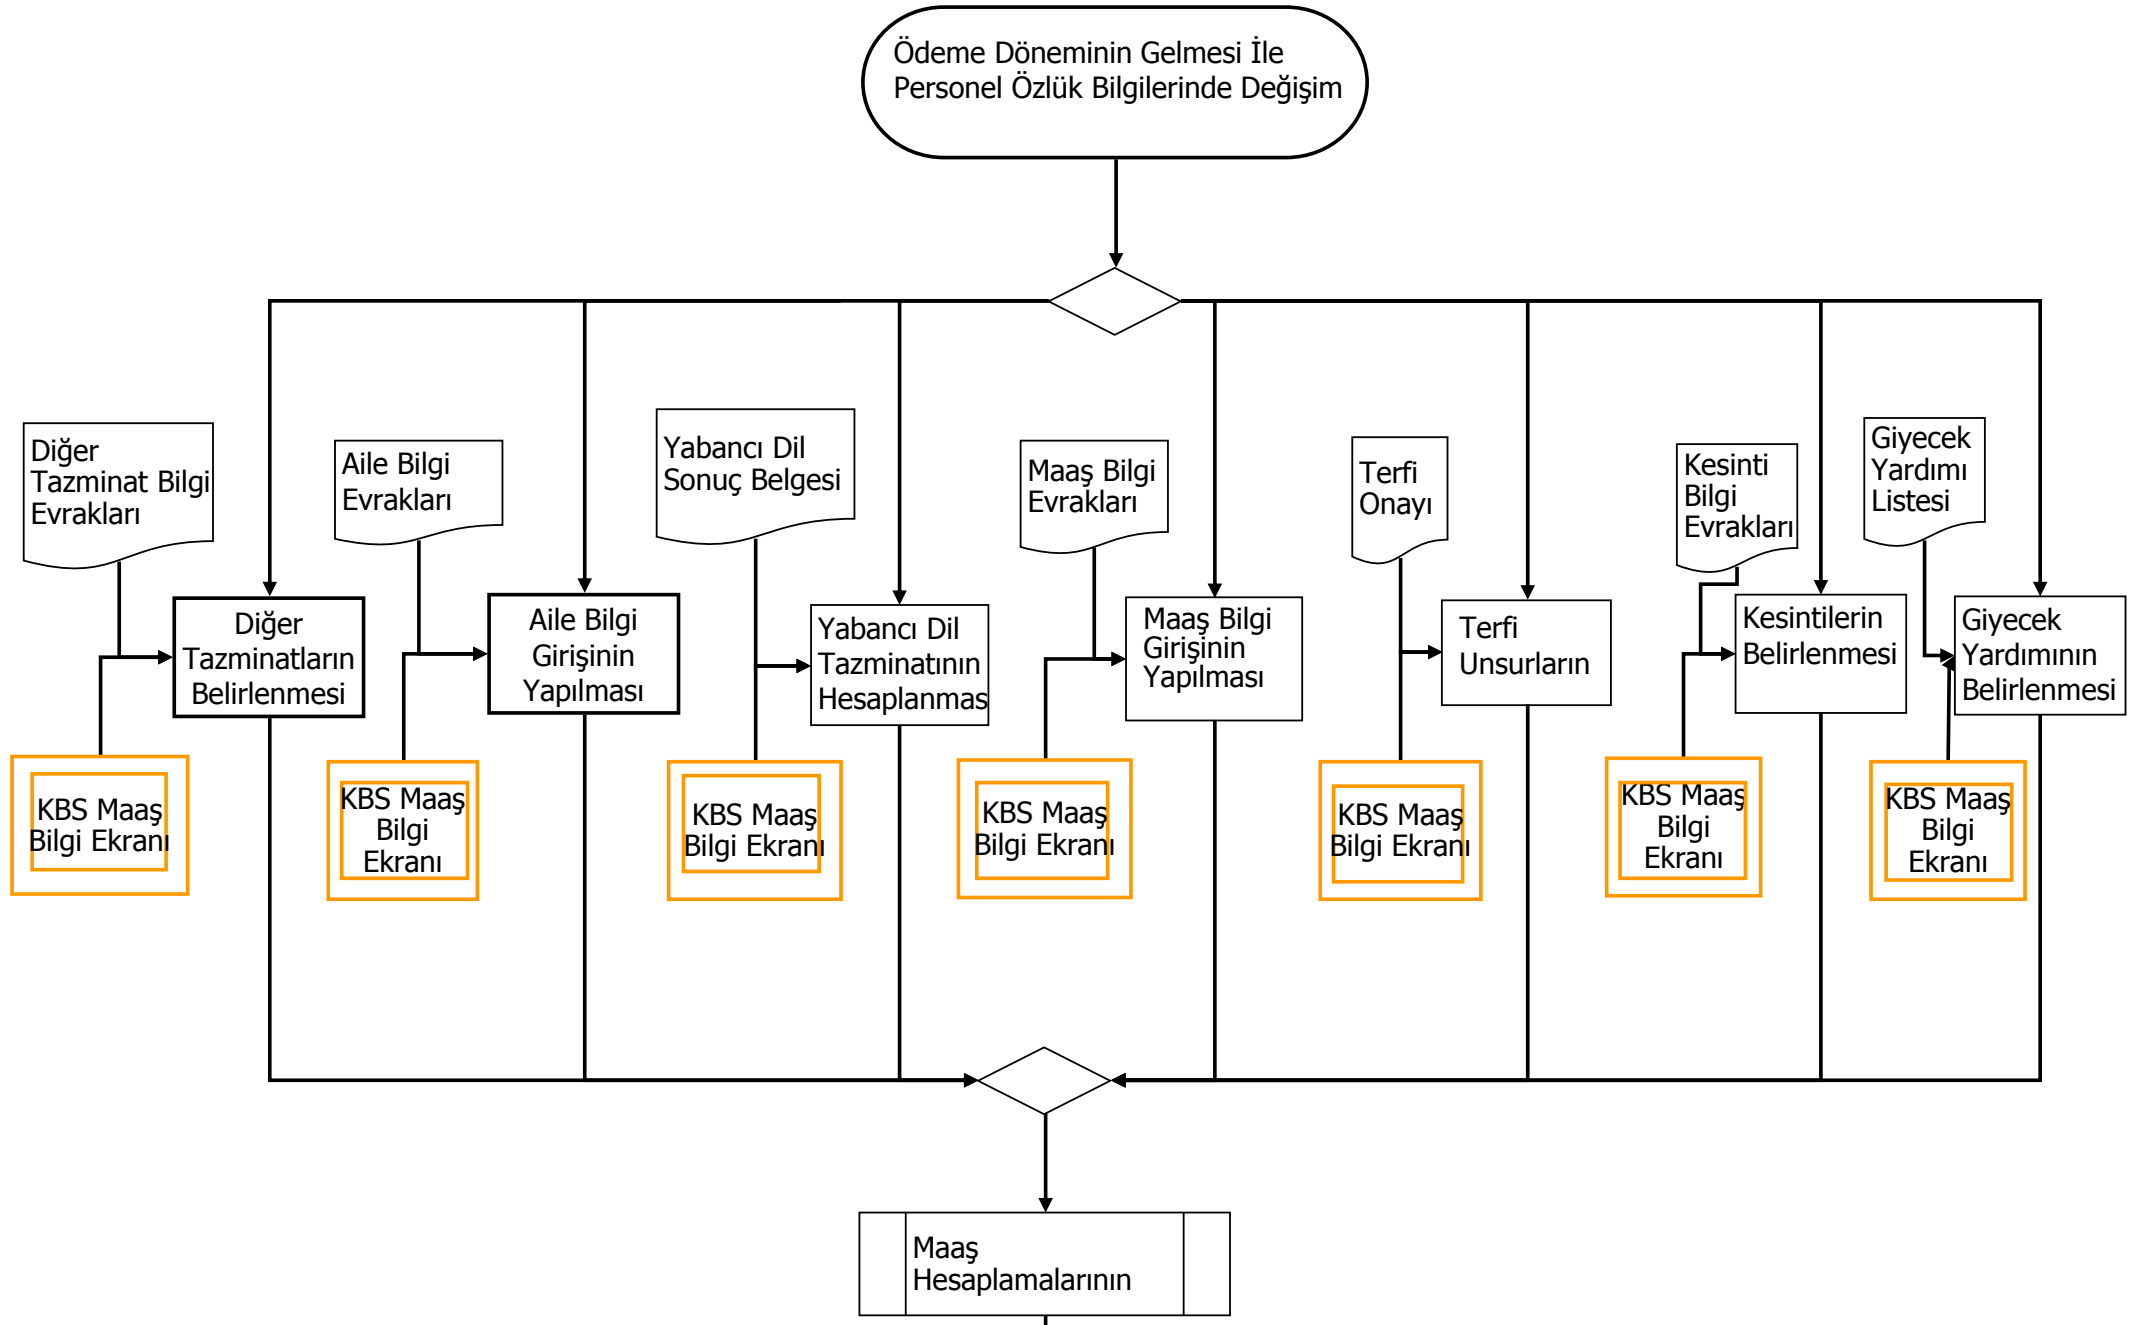 Ödeme Döneminin Gelmesi İle
Personel Özlük Bilgilerinde Değişim
Diğer
Tazminat Bilgi
Evrakları
Aile Bilgi
Evrakları
Yabancı Dil
Sonuç Belgesi
Maaş Bilgi
Evrakları
Terfi
Onayı
Kesinti
Bilgi
Evrakları
Giyecek
Yardımı
Listesi
Diğer
Tazminatların
Belirlenmesi
Aile Bilgi
Girişinin
Yapılması
Yabancı Dil
Tazminatının
Hesaplanmas
Maaş Bilgi
Girişinin
Yapılması
Terfi
Unsurların
Kesintilerin
Belirlenmesi
Giyecek
Yardımının
Belirlenmesi
KBS Maaş
Bilgi Ekranı
KBS Maaş
Bilgi
Ekranı
KBS Maaş
Bilgi Ekranı
KBS Maaş
Bilgi Ekranı
KBS Maaş
Bilgi Ekranı
KBS Maaş
Bilgi
Ekranı
KBS Maaş
Bilgi
Ekranı
Maaş
Hesaplamalarının